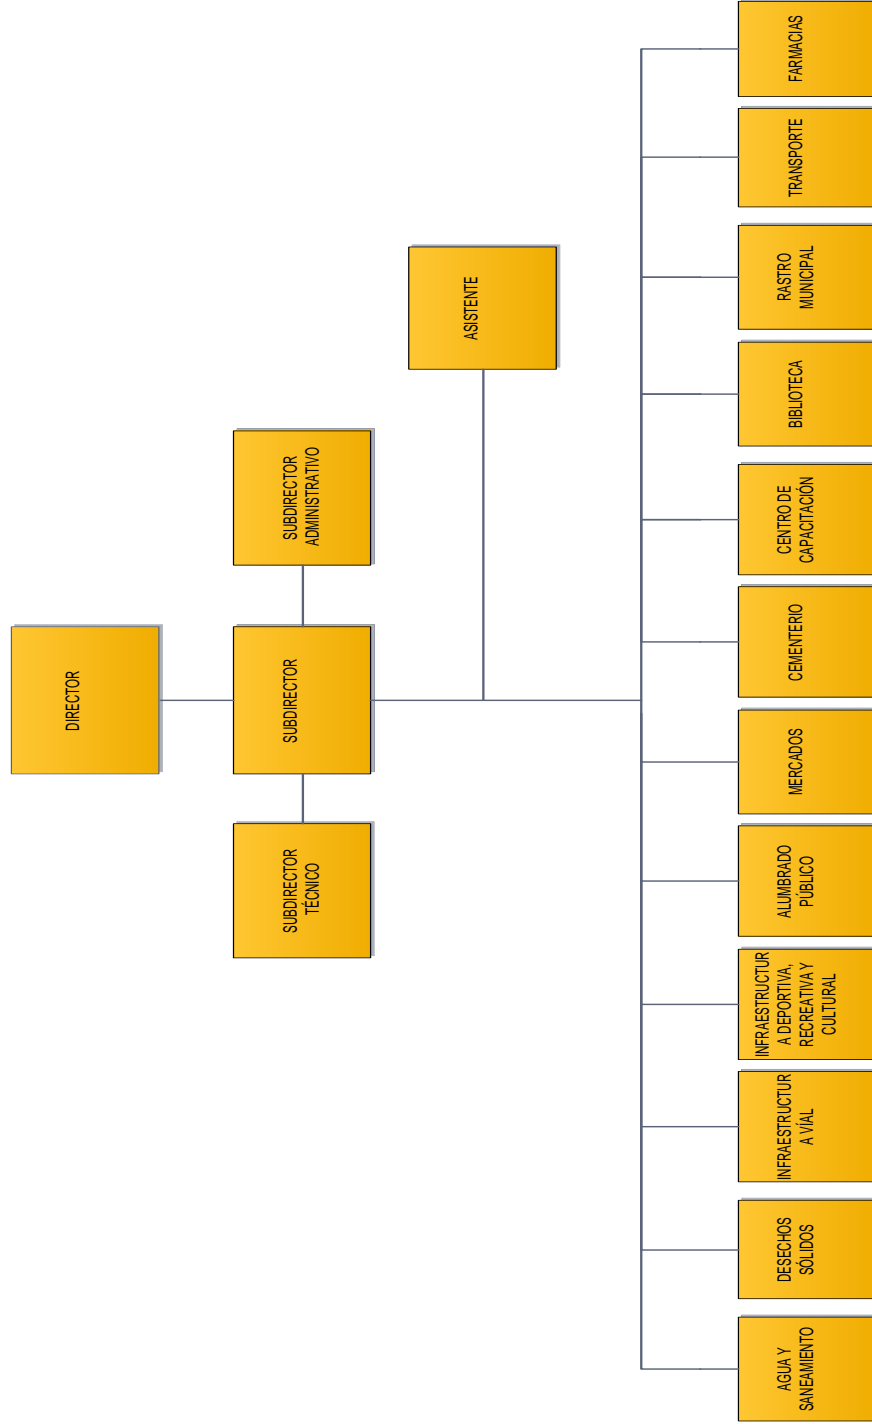 DIRECTOR
SUBDIRECTOR
TÉCNICO
SUBDIRECTOR
SUBDIRECTOR
ADMINISTRATIVO
ASISTENTE
AGUA Y
SANEAMIENTO
DESECHOS
SÓLIDOS
INFRAESTRUCTUR
A VÍAL
INFRAESTRUCTUR
A DEPORTIVA,
RECREATIVA Y
CULTURAL
ALUMBRADO
PÚBLICO
MERCADOS
CEMENTERIO
CENTRO DE
CAPACITACIÓN
BIBLIOTECA
RASTRO
MUNICIPAL
TRANSPORTE
FARMACIAS